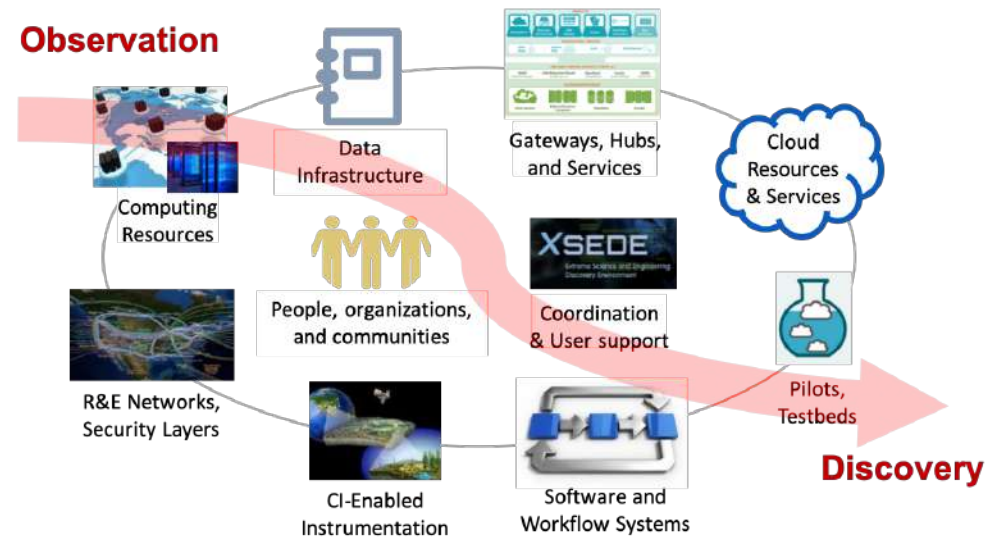 Observation
Data
Infrastructure
Gateways, Hubs,
and Services
Cloud
Resources
& Services
Computing
Resources
People, organizations,
and communities
XSEDE
Extreme Science and Engineering
Discovery Environment
Coordination
& User support
R&E Networks,
Security Layers
Pilots,
Testbeds
Discovery
CI-Enabled
Instrumentation
Software and
Workflow Systems